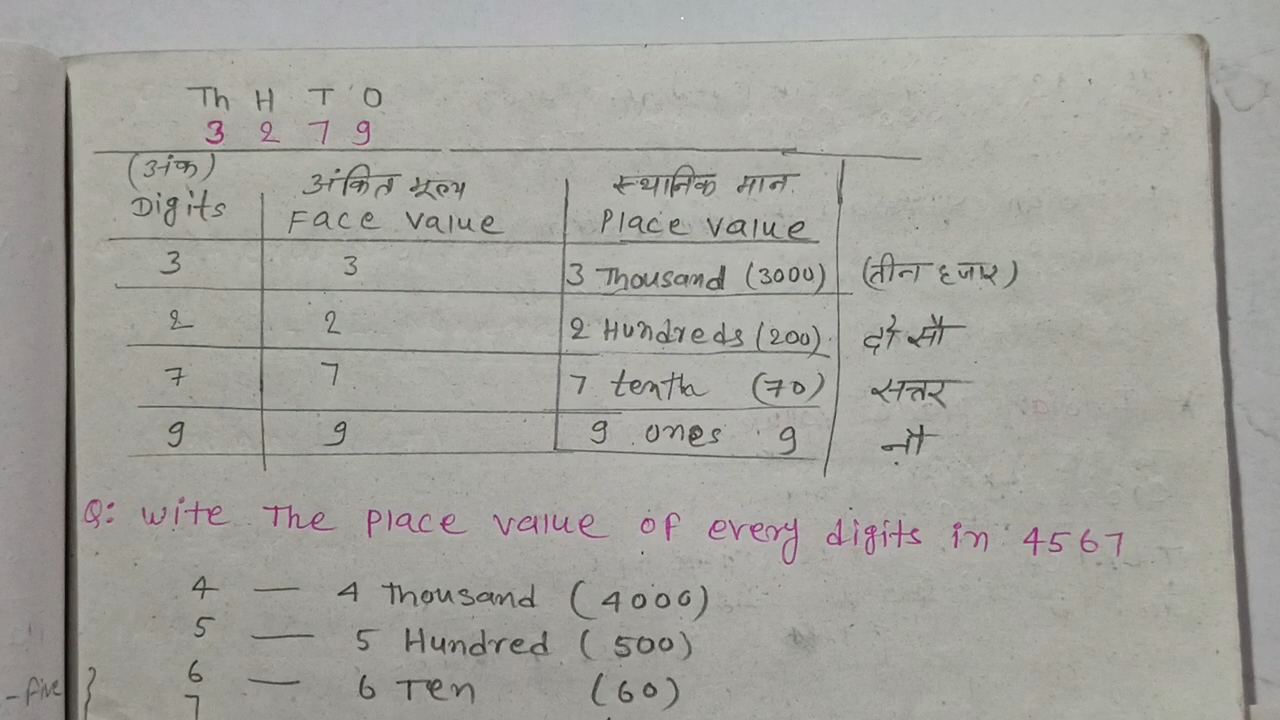 Th H T O
3 2 7 9
(अंक) अंकित मूल्य स्थानिक मान
Digits Face value Place value
3 3 3 Thousand (3000) (तीन हजार)
2 2 2 Hundreds (200) दो सौ
7 7 7 tenth (70) सत्तर
9 9 9 ones 9 नौ
Q: Wite The place value of every digits in 4567
4 — 4 Thousand (4000)
5 — 5 Hundred (500)
6 — 6 Ten (60)
7
- five }